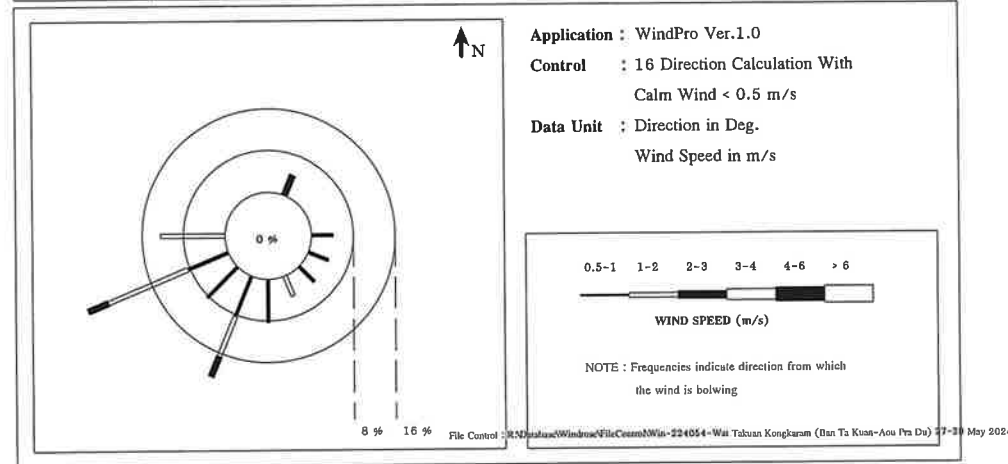 N
Application : WindPro Ver.1.0
Control : 16 Direction Calculation With
Calm Wind < 0.5 m/s
Data Unit : Direction in Deg.
Wind Speed in m/s
0 %
0.5-1 1-2 2-3 3-4 4-6 > 6
WIND SPEED (m/s)
NOTE : Frequencies indicate direction from which
the wind is bolwing
8 % 16 %
File Control : R:\Database\Windrose\FileControl\Win-224054-Wat Takuan Kongkaram (Ban Ta Kuan-Aou Pra Du) May 2024